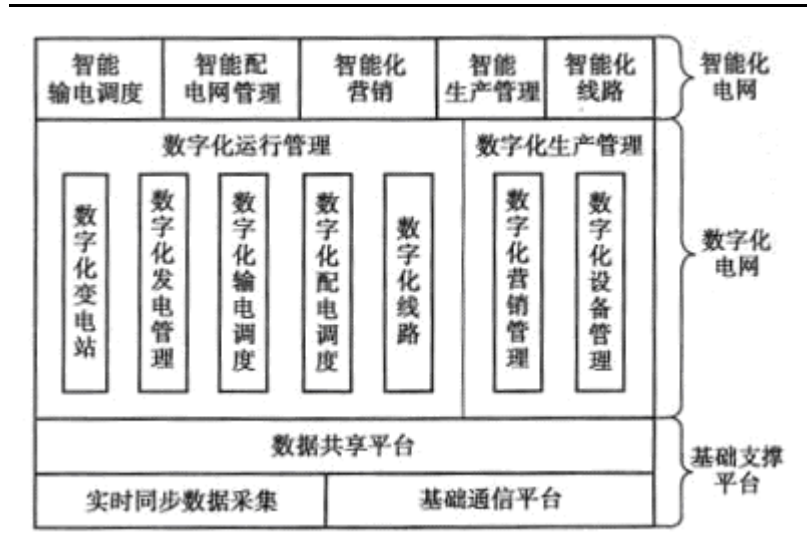 智能
输电调度
智能配
电网管理
智能化
营销
智能
生产管理
智能化
线路
智能化
电网
数字化运行管理
数字化生产管理
数字化变电站
数字化发电管理
数字化输电调度
数字化配电调度
数字化线路
数字化营销管理
数字化设备管理
数字化
电网
数据共享平台
实时同步数据采集
基础通信平台
基础支撑
平台